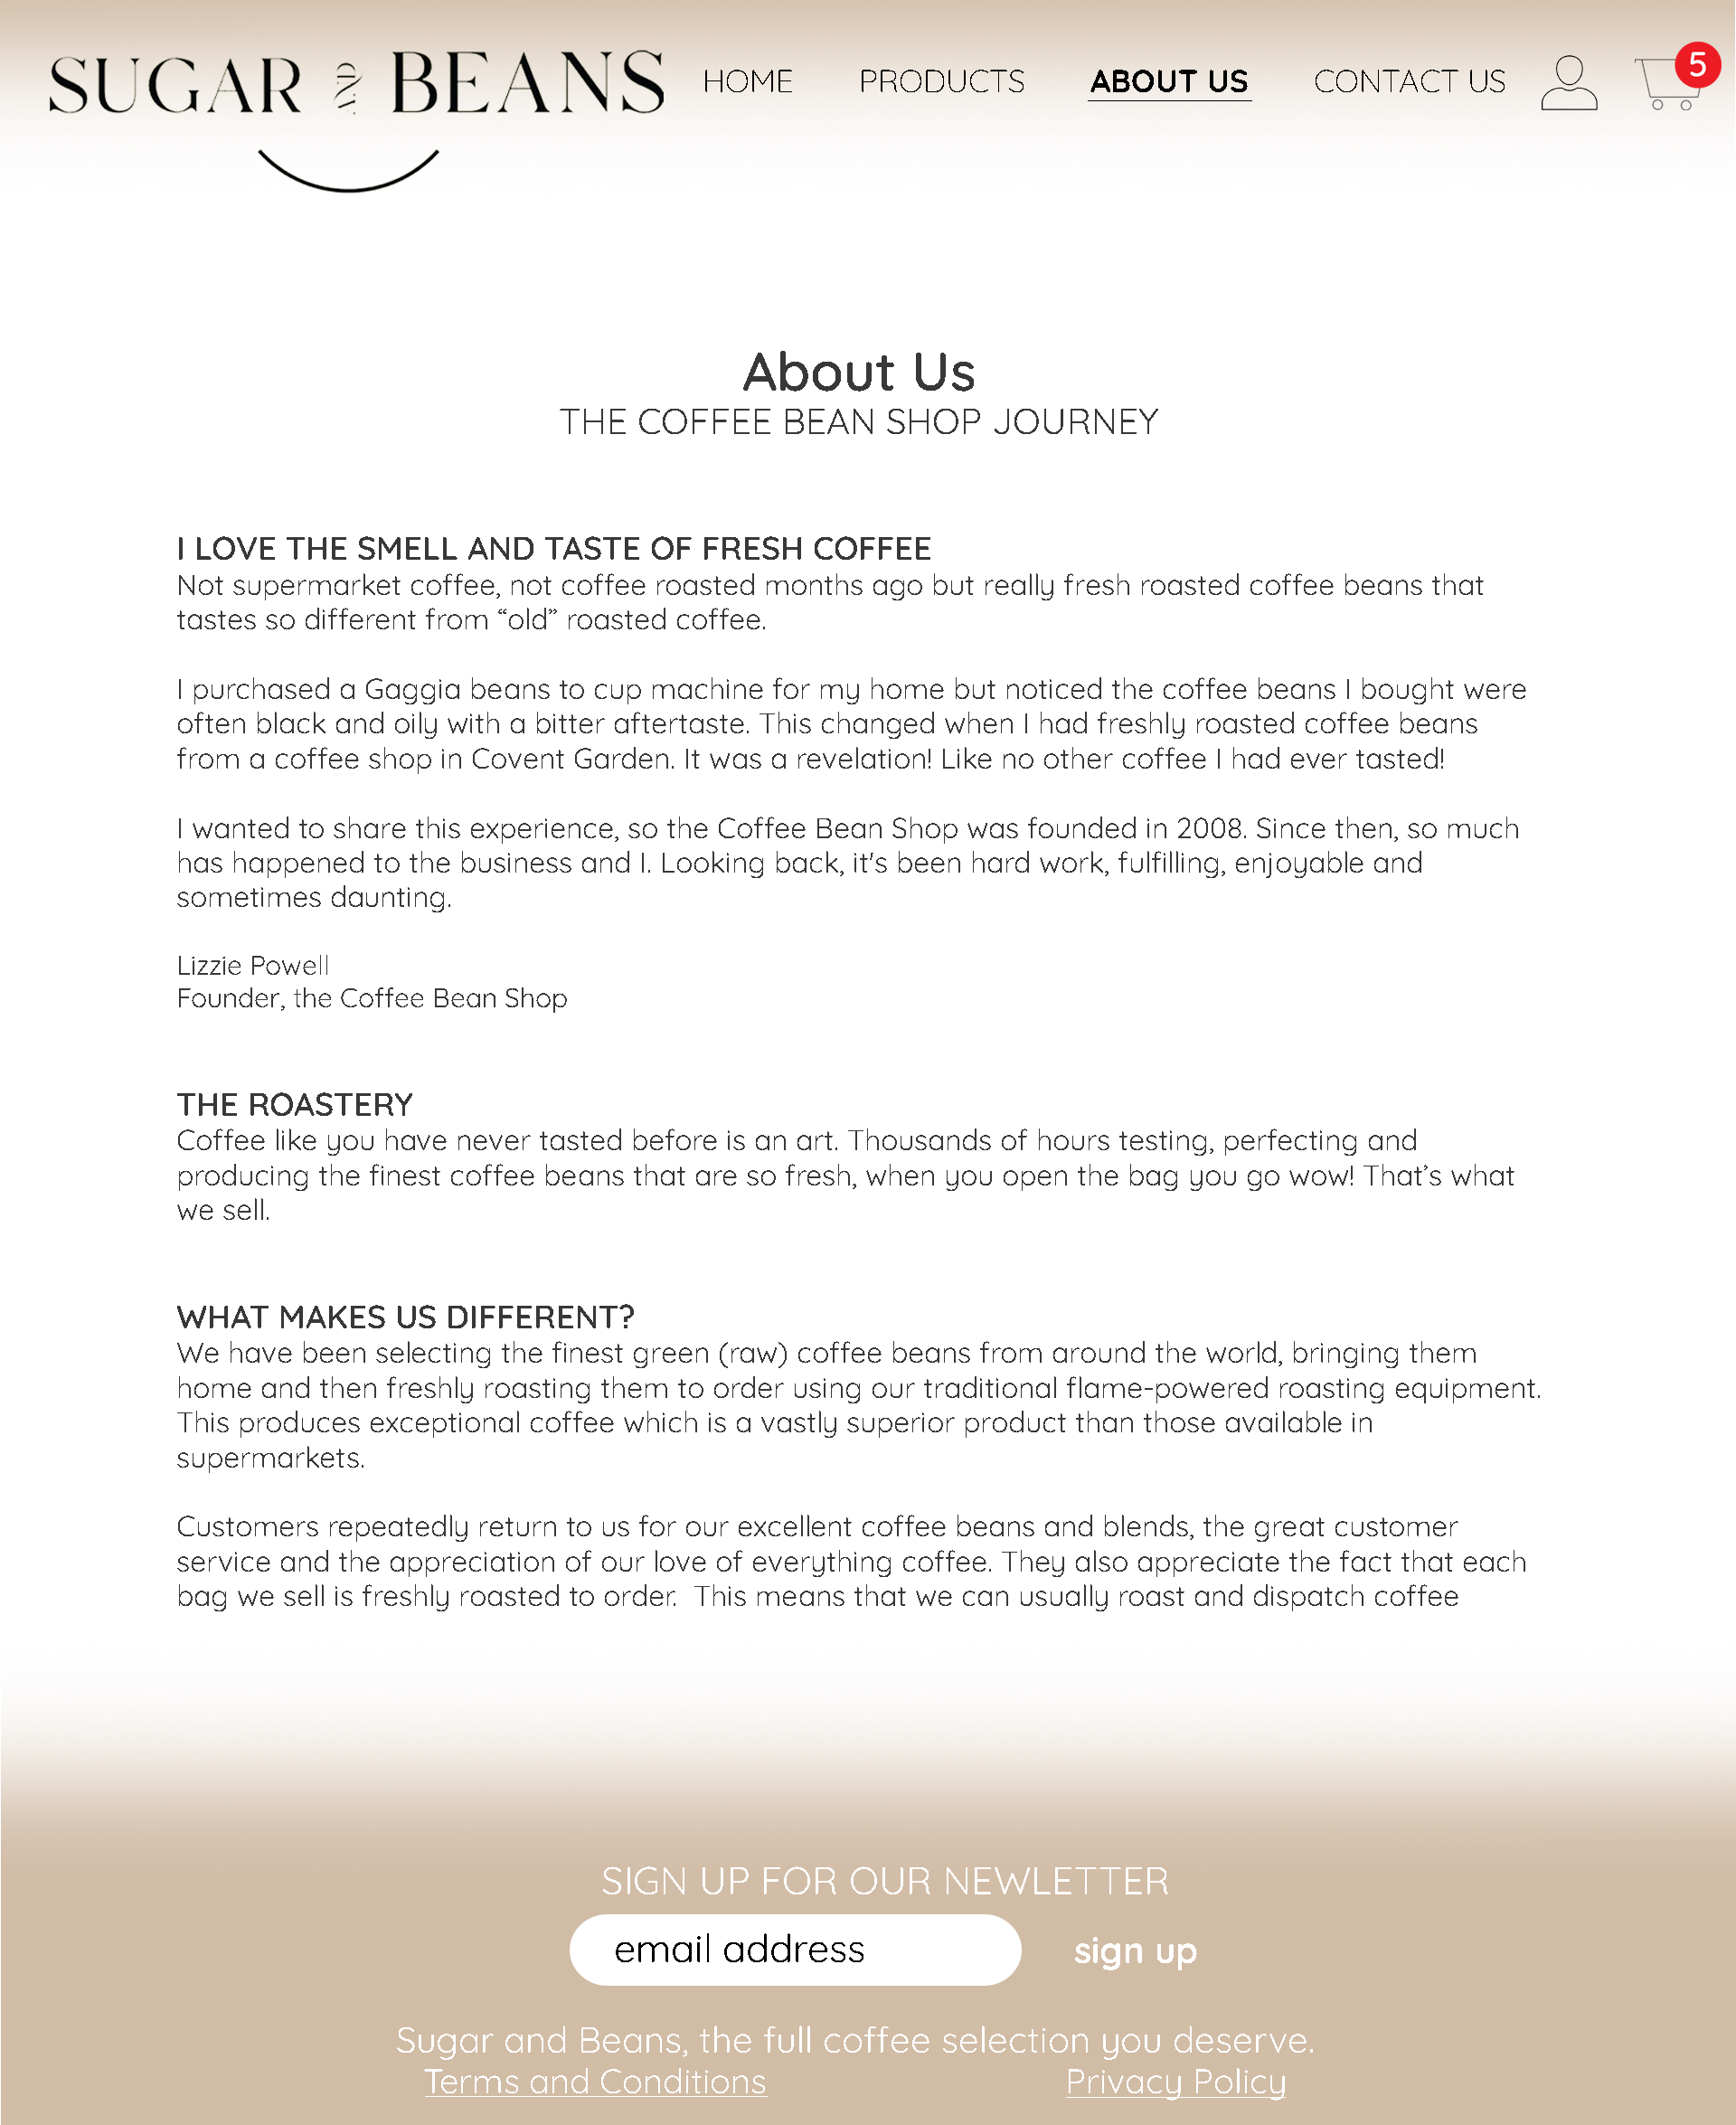 SUGAR AND BEANS
HOME PRODUCTS ABOUT US CONTACT US 5
About Us
THE COFFEE BEAN SHOP JOURNEY
I LOVE THE SMELL AND TASTE OF FRESH COFFEE
Not supermarket coffee, not coffee roasted months ago but really fresh roasted coffee beans that
tastes so different from “old” roasted coffee.
I purchased a Gaggia beans to cup machine for my home but noticed the coffee beans I bought were
often black and oily with a bitter aftertaste. This changed when I had freshly roasted coffee beans
from a coffee shop in Covent Garden. It was a revelation! Like no other coffee I had ever tasted!
I wanted to share this experience, so the Coffee Bean Shop was founded in 2008. Since then, so much
has happened to the business and I. Looking back, it's been hard work, fulfilling, enjoyable and
sometimes daunting.
Lizzie Powell
Founder, the Coffee Bean Shop
THE ROASTERY
Coffee like you have never tasted before is an art. Thousands of hours testing, perfecting and
producing the finest coffee beans that are so fresh, when you open the bag you go wow! That’s what
we sell.
WHAT MAKES US DIFFERENT?
We have been selecting the finest green (raw) coffee beans from around the world, bringing them
home and then freshly roasting them to order using our traditional flame-powered roasting equipment.
This produces exceptional coffee which is a vastly superior product than those available in
supermarkets.
Customers repeatedly return to us for our excellent coffee beans and blends, the great customer
service and the appreciation of our love of everything coffee. They also appreciate the fact that each
bag we sell is freshly roasted to order. This means that we can usually roast and dispatch coffee
SIGN UP FOR OUR NEWLETTER
email address sign up
Sugar and Beans, the full coffee selection you deserve.
Terms and Conditions Privacy Policy